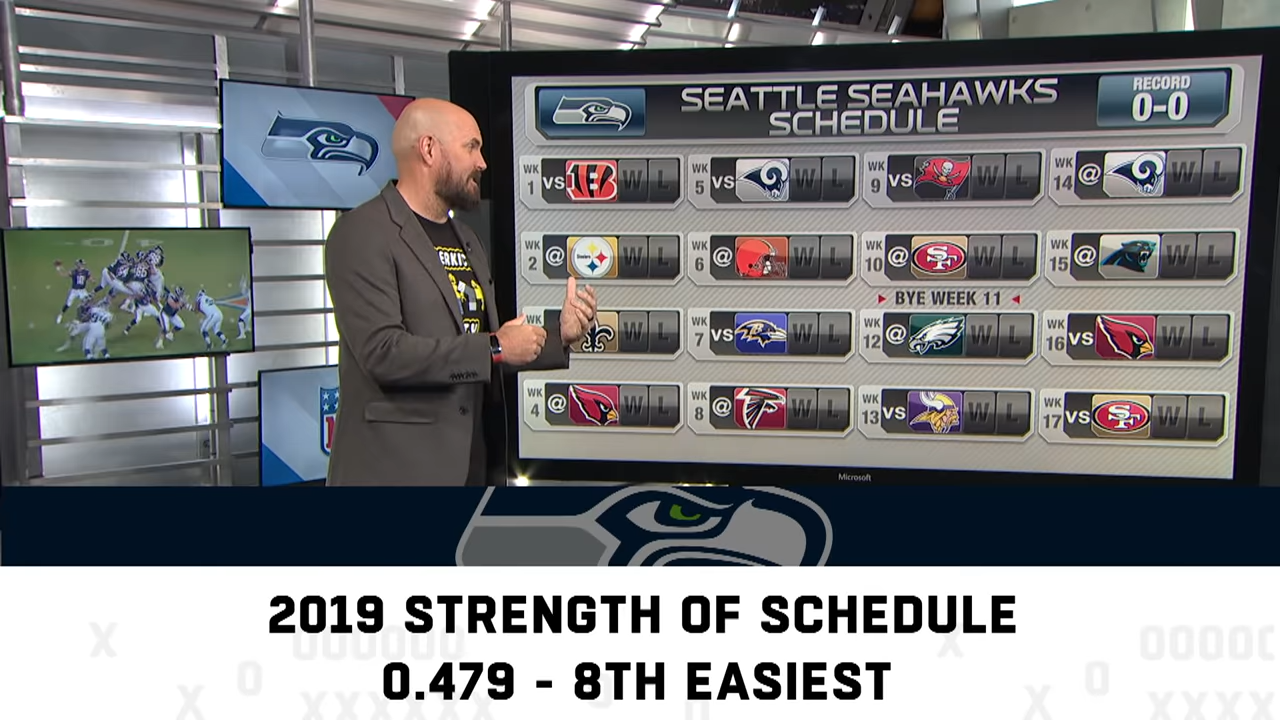 SEATTLE SEAHAWKS
SCHEDULE
RECORD
0-0
WK 1 VS W L
WK 5 VS W L
WK 9 VS W L
WK 14 @ W L
WK 2 @ Steelers W L
WK 6 @ W L
WK 10 @ SF W L
WK 15 @ W L
BYE WEEK 11
W L
WK 7 VS W L
WK 12 @ W L
WK 16 VS W L
WK 4 @ W L
WK 8 @ W L
WK 13 VS W L
WK 17 VS SF W L
Microsoft
2019 STRENGTH OF SCHEDULE
0.479 - 8TH EASIEST